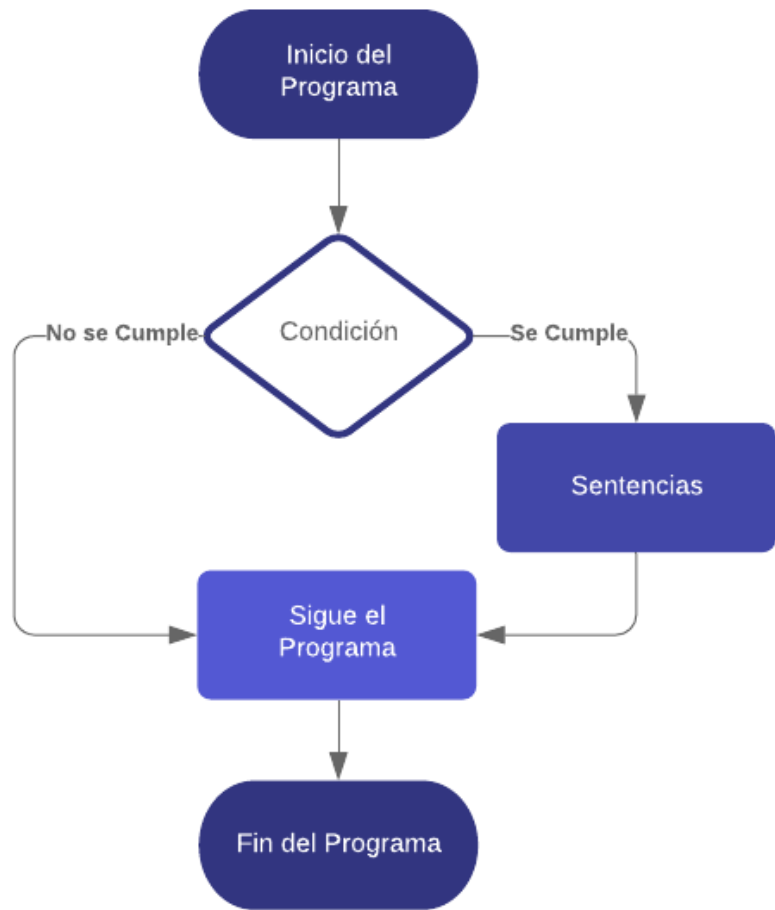 Inicio del
Programa
Condición
No se Cumple
Se Cumple
Sentencias
Sigue el
Programa
Fin del Programa